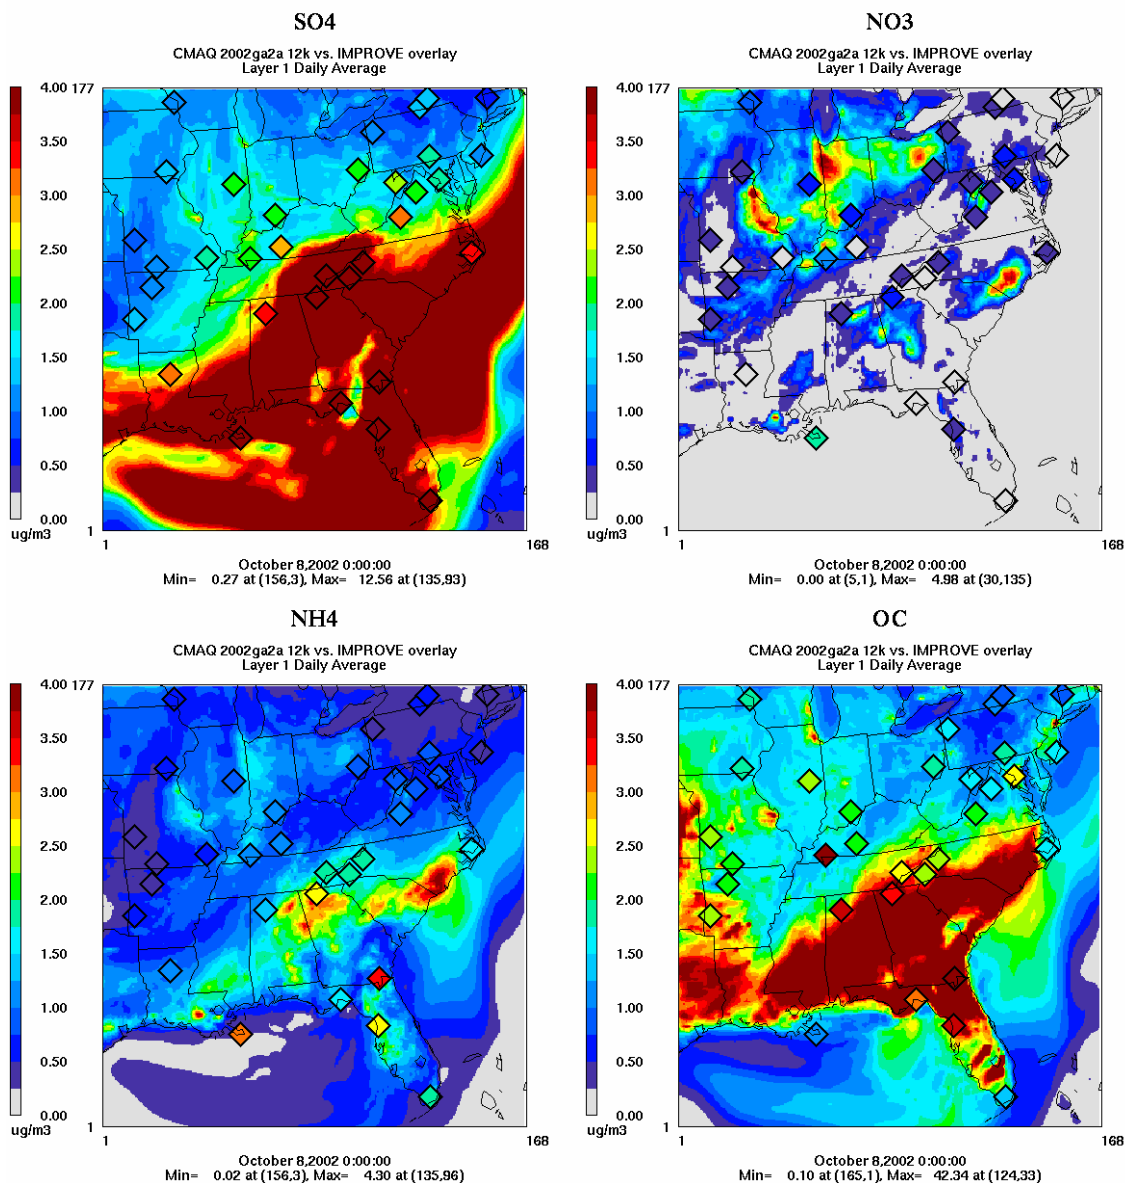 SO4
CMAQ 2002ga2a 12k vs. IMPROVE overlay
Layer 1 Daily Average
4.00 177
3.50
3.00
2.50
2.00
1.50
1.00
0.50
0.00
ug/m3
1
1 168
October 8,2002 0:00:00
Min= 0.27 at (156,3), Max= 12.56 at (135,93)
NO3
CMAQ 2002ga2a 12k vs. IMPROVE overlay
Layer 1 Daily Average
4.00 177
3.50
3.00
2.50
2.00
1.50
1.00
0.50
0.00
ug/m3
1
1 168
October 8,2002 0:00:00
Min= 0.00 at (5,1), Max= 4.98 at (30,135)
NH4
CMAQ 2002ga2a 12k vs. IMPROVE overlay
Layer 1 Daily Average
4.00 177
3.50
3.00
2.50
2.00
1.50
1.00
0.50
0.00
ug/m3
1
1 168
October 8,2002 0:00:00
Min= 0.02 at (156,3), Max= 4.30 at (135,96)
OC
CMAQ 2002ga2a 12k vs. IMPROVE overlay
Layer 1 Daily Average
4.00 177
3.50
3.00
2.50
2.00
1.50
1.00
0.50
0.00
ug/m3
1
1 168
October 8,2002 0:00:00
Min= 0.10 at (165,1), Max= 42.34 at (124,33)